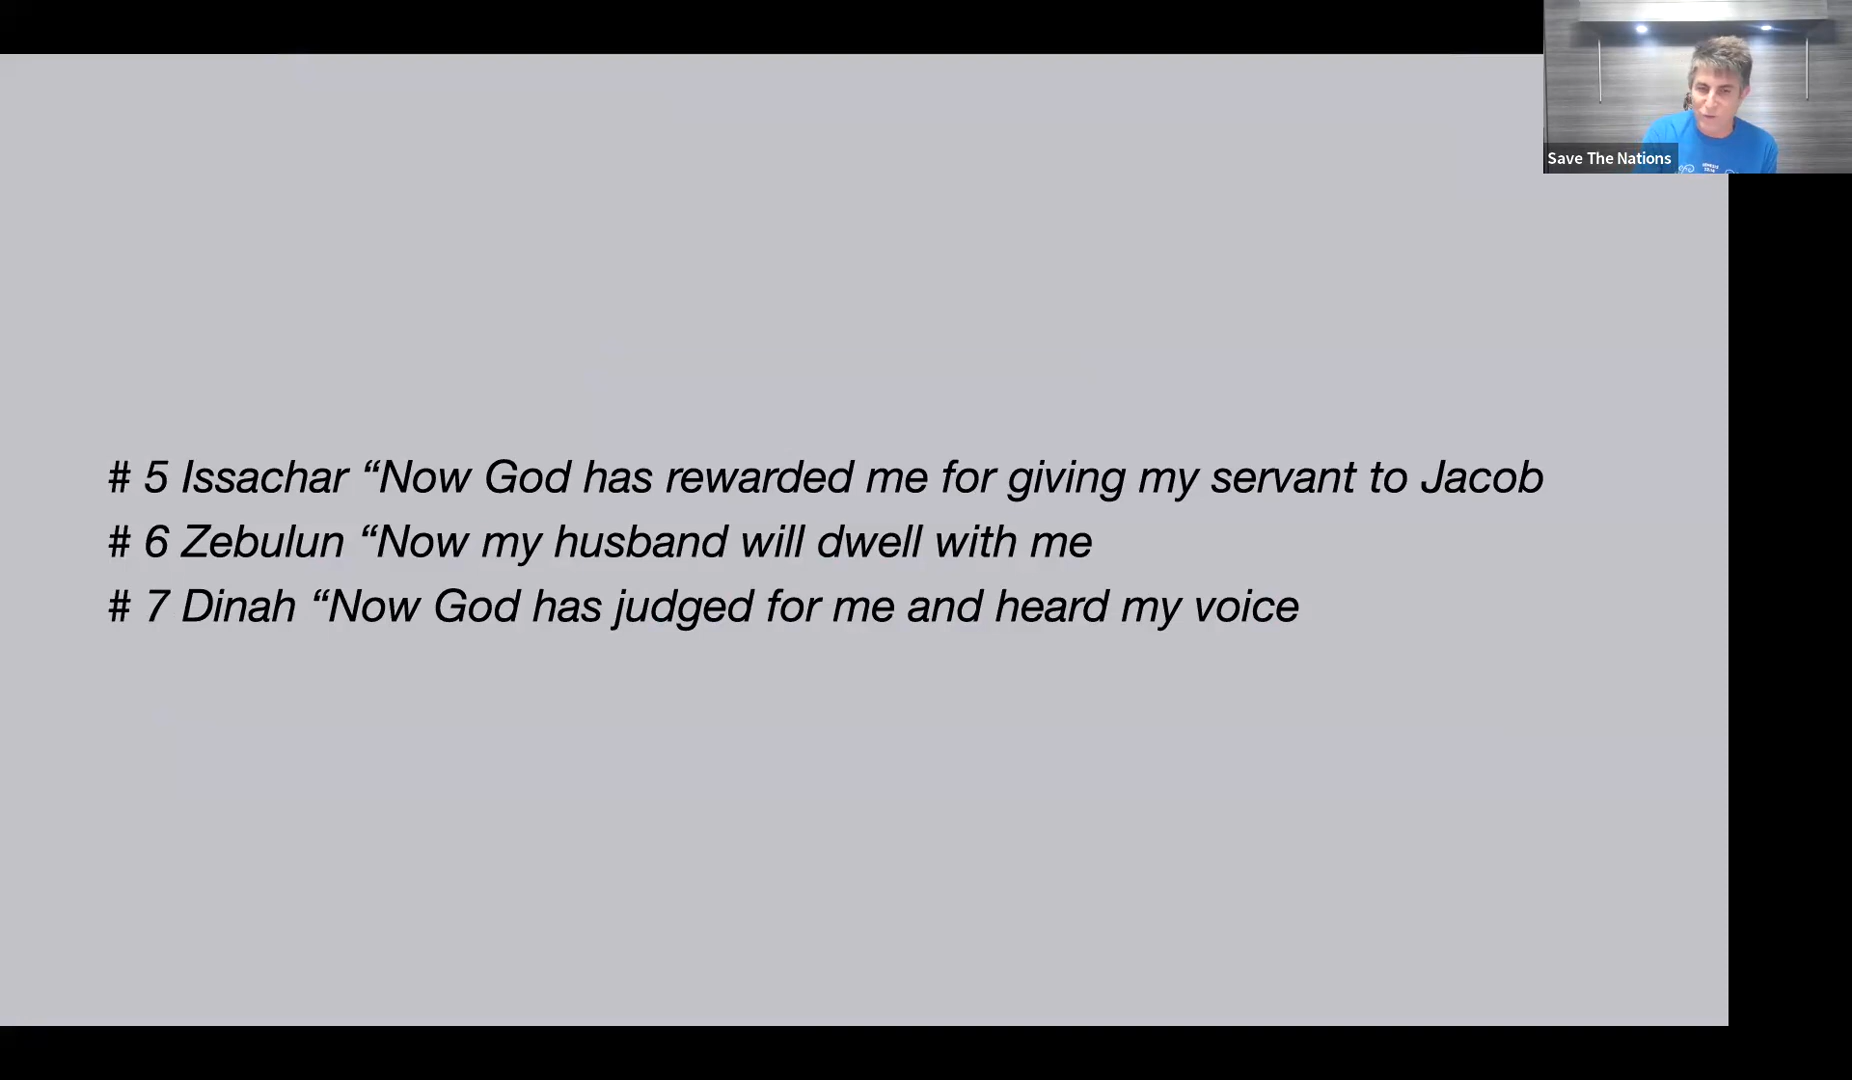 Save The Nations
# 5 Issachar “Now God has rewarded me for giving my servant to Jacob
# 6 Zebulun “Now my husband will dwell with me
# 7 Dinah “Now God has judged for me and heard my voice